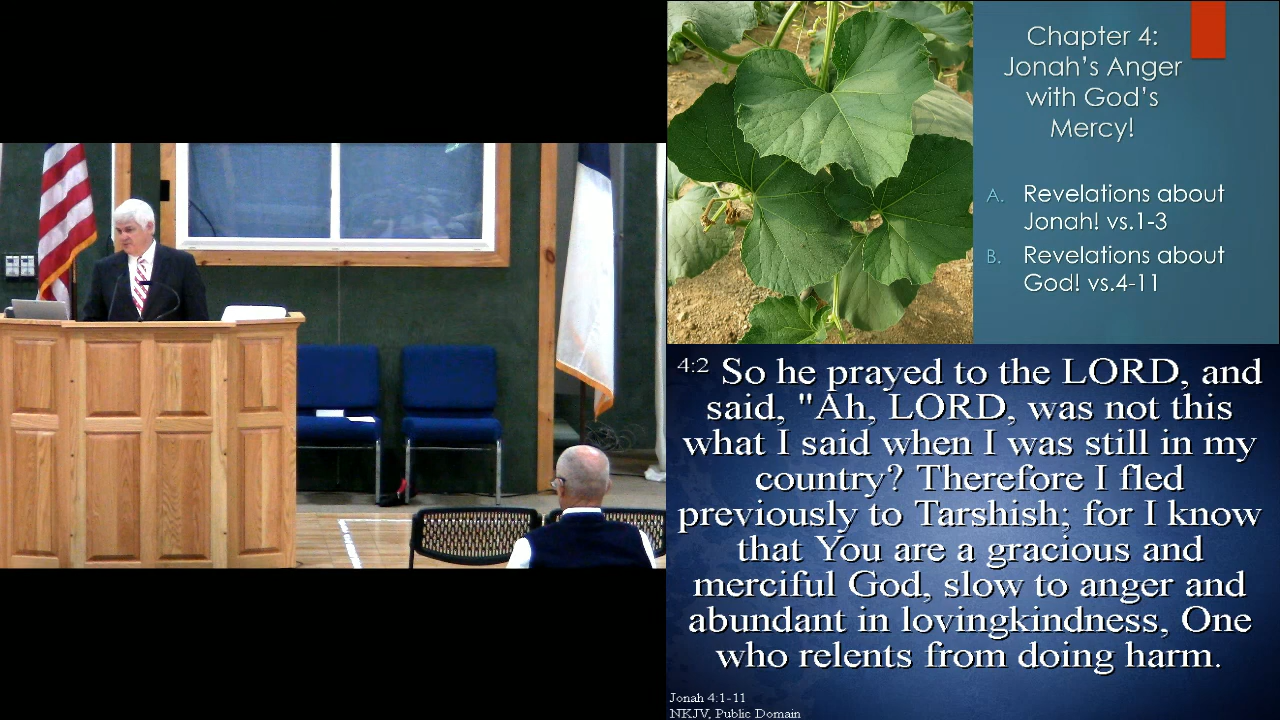 Chapter 4:
Jonah’s Anger
with God’s
Mercy!
A. Revelations about
Jonah! vs.1-3
B. Revelations about
God! vs.4-11
4:2 So he prayed to the LORD, and
said, "Ah, LORD, was not this
what I said when I was still in my
country? Therefore I fled
previously to Tarshish; for I know
that You are a gracious and
merciful God, slow to anger and
abundant in lovingkindness, One
who relents from doing harm.
Jonah 4:1-11
NKJV, Public Domain